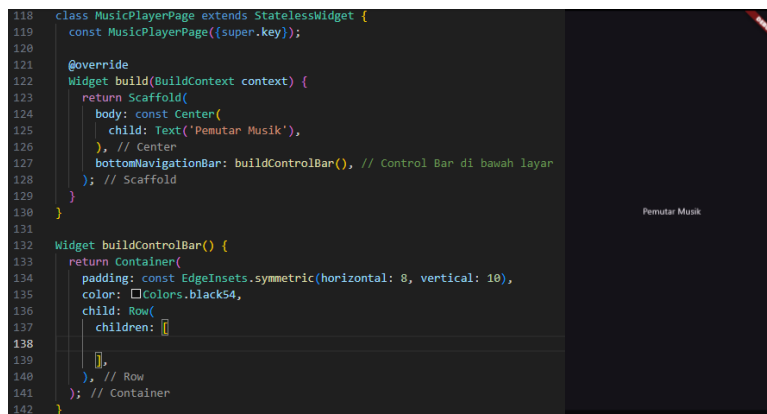 118 class MusicPlayerPage extends StatelessWidget {
119 const MusicPlayerPage({super.key});
120
121 @override
122 Widget build(BuildContext context) {
123 return Scaffold(
124 body: const Center(
125 child: Text('Pemutar Musik'),
126 ), // Center
127 bottomNavigationBar: buildControlBar(), // Control Bar di bawah layar
128 ); // Scaffold
129 }
130 }
131
132 Widget buildControlBar() {
133 return Container(
134 padding: const EdgeInsets.symmetric(horizontal: 8, vertical: 10),
135 color: Colors.black54,
136 child: Row(
137 children: [
138
139 ],
140 ), // Row
141 ); // Container
142 }
Pemutar Musik